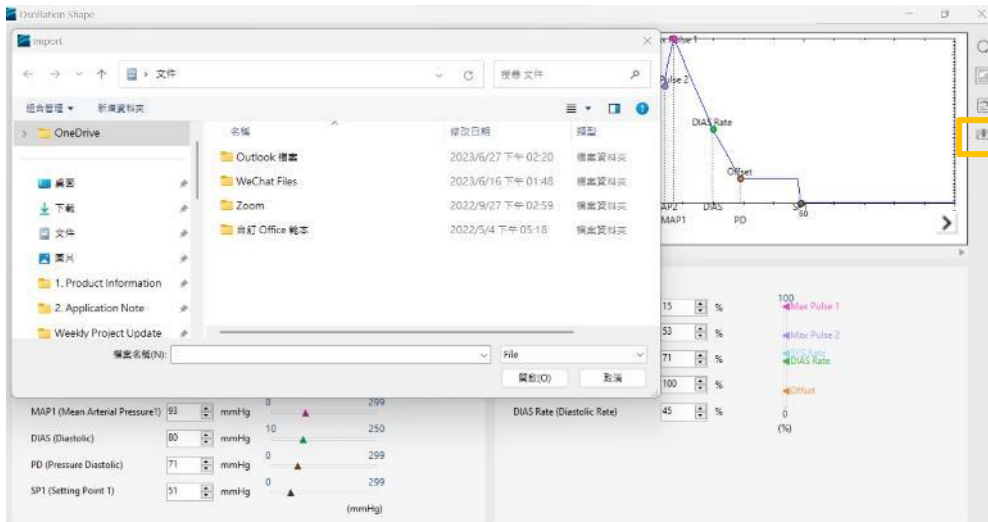 Oscillation Shape
Import
文件
搜尋 文件
組合管理
新增資料夾
OneDrive
桌面
下載
文件
圖片
1. Product Information
2. Application Note
Weekly Project Update
名稱
修改日期
類型
Outlook 檔案
2023/6/27 下午 02:20
檔案資料夾
WeChat Files
2023/6/16 下午 01:48
檔案資料夾
Zoom
2022/9/27 下午 02:59
檔案資料夾
自訂 Office 範本
2022/5/4 下午 05:18
檔案資料夾
檔案名稱(N):
File
開啟(O)
取消
Pulse 1
Pulse 2
DIAS Rate
Offset
MAP1
DIAS
PD
50
15 %
53 %
71 %
100 %
DIAS Rate (Diastolic Rate) 45 %
100
Max Pulse 1
Max Pulse 2
DIAS Rate
Offset
0
(%)
MAP1 (Mean Arterial Pressure1) 93 mmHg 0 299
DIAS (Diastolic) 80 mmHg 10 250
PD (Pressure Diastolic) 71 mmHg 0 299
SP1 (Setting Point 1) 51 mmHg 0 299
(mmHg)